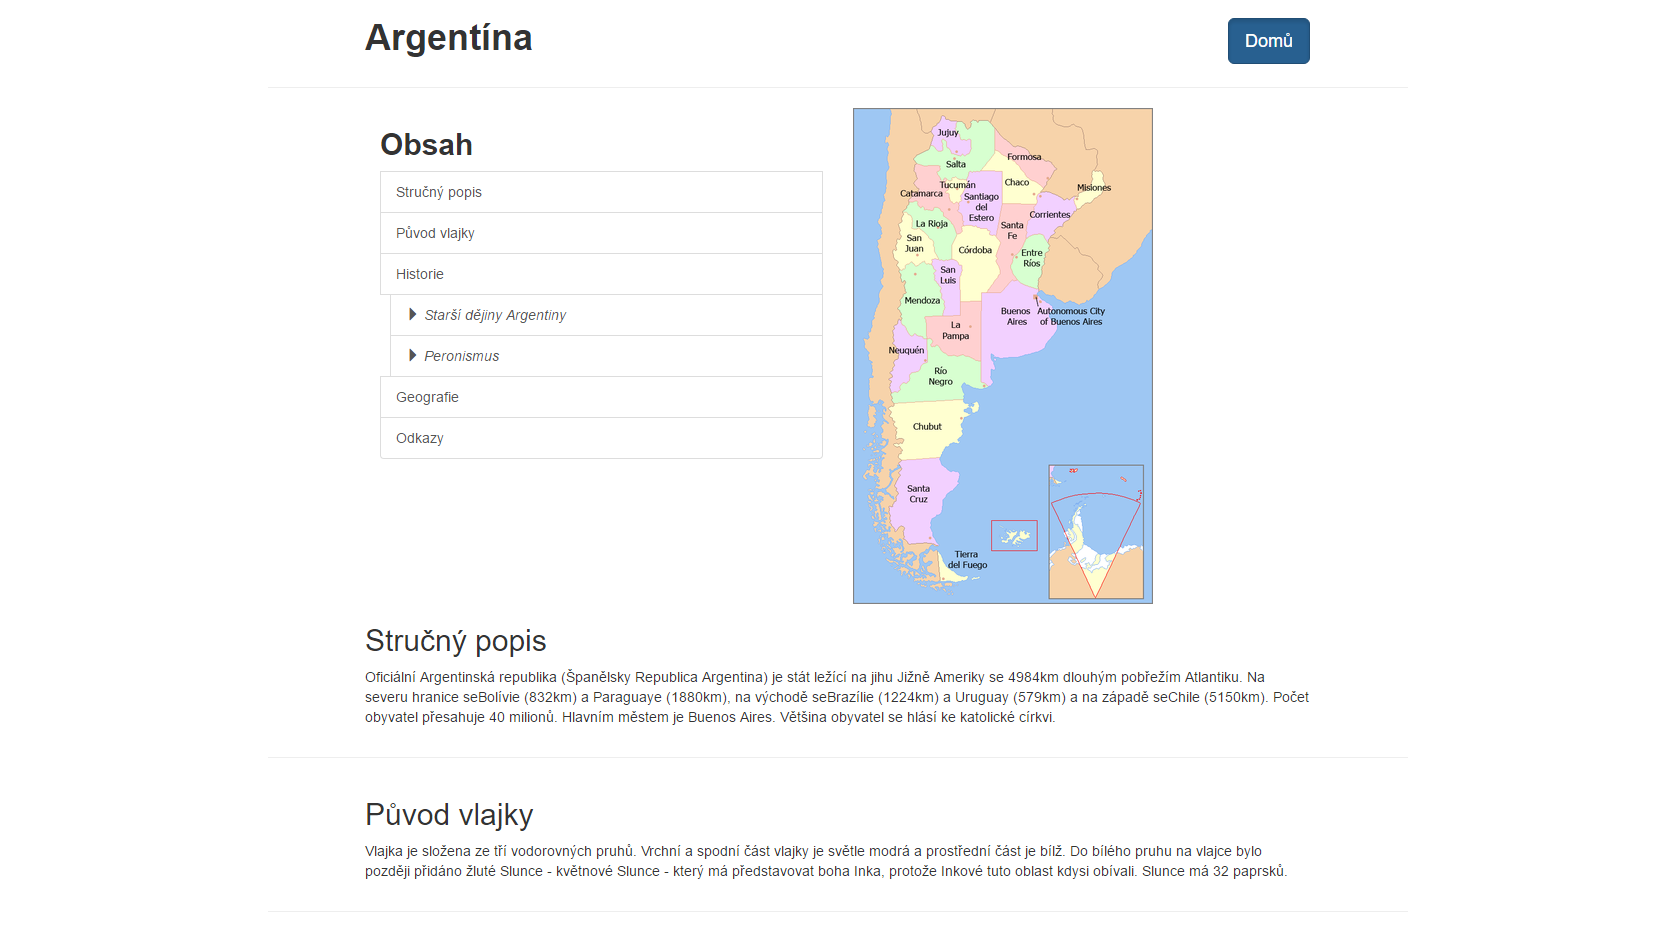 Argentína
Domů
Obsah
Stručný popis
Původ vlajky
Historie
Starší dějiny Argentiny
Peronismus
Geografie
Odkazy
Jujuy
Salta
Formosa
Tucumán
Chaco
Misiones
Catamarca
Santiago
del
Estero
Corrientes
La Rioja
Santa
Fe
San
Juan
Córdoba
Entre
Ríos
San
Luis
Mendoza
Buenos
Aires
Autonomous City
of Buenos Aires
La
Pampa
Neuquén
Río
Negro
Chubut
Santa
Cruz
Tierra
del Fuego
Stručný popis
Oficiální Argentinská republika (Španělsky Republica Argentina) je stát ležící na jihu Jižně Ameriky se 4984km dlouhým pobřežím Atlantiku. Na
severu hranice seBolívie (832km) a Paraguaye (1880km), na východě seBrazílie (1224km) a Uruguay (579km) a na západě seChile (5150km). Počet
obyvatel přesahuje 40 milionů. Hlavním městem je Buenos Aires. Většina obyvatel se hlásí ke katolické církvi.
Původ vlajky
Vlajka je složena ze tří vodorovných pruhů. Vrchní a spodní část vlajky je světle modrá a prostřední část je bílž. Do bílého pruhu na vlajce bylo
později přidáno žluté Slunce - květnové Slunce - který má představovat boha Inka, protože Inkové tuto oblast kdysi obívali. Slunce má 32 paprsků.